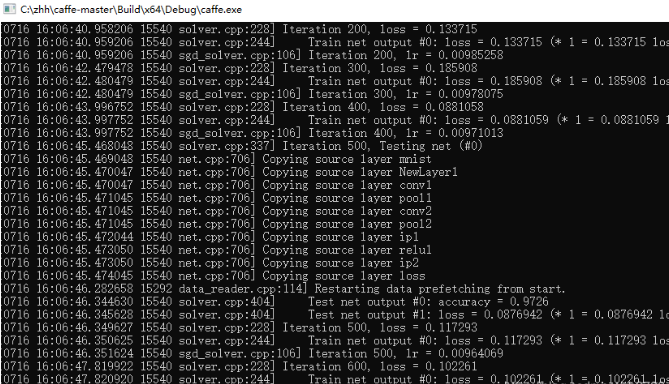 C:\zhh\caffe-master\Build\x64\Debug\caffe.exe
[0716 16:06:40.958206 15540 solver.cpp:228] Iteration 200, loss = 0.133715
[0716 16:06:40.959206 15540 solver.cpp:244]     Train net output #0: loss = 0.133715 (* 1 = 0.133715 los
[0716 16:06:40.959206 15540 sgd_solver.cpp:106] Iteration 200, lr = 0.00985258
[0716 16:06:42.479478 15540 solver.cpp:228] Iteration 300, loss = 0.185908
[0716 16:06:42.480479 15540 solver.cpp:244]     Train net output #0: loss = 0.185908 (* 1 = 0.185908 los
[0716 16:06:42.480479 15540 sgd_solver.cpp:106] Iteration 300, lr = 0.00978075
[0716 16:06:43.996752 15540 solver.cpp:228] Iteration 400, loss = 0.0881058
[0716 16:06:43.997752 15540 solver.cpp:244]     Train net output #0: loss = 0.0881059 (* 1 = 0.0881059 l
[0716 16:06:43.997752 15540 sgd_solver.cpp:106] Iteration 400, lr = 0.00971013
[0716 16:06:45.468048 15540 solver.cpp:337] Iteration 500, Testing net (#0)
[0716 16:06:45.469048 15540 net.cpp:706] Copying source layer mnist
[0716 16:06:45.470047 15540 net.cpp:706] Copying source layer NewLayer1
[0716 16:06:45.470047 15540 net.cpp:706] Copying source layer conv1
[0716 16:06:45.471045 15540 net.cpp:706] Copying source layer pool1
[0716 16:06:45.471045 15540 net.cpp:706] Copying source layer conv2
[0716 16:06:45.471045 15540 net.cpp:706] Copying source layer pool2
[0716 16:06:45.472044 15540 net.cpp:706] Copying source layer ip1
[0716 16:06:45.473050 15540 net.cpp:706] Copying source layer relu1
[0716 16:06:45.473050 15540 net.cpp:706] Copying source layer ip2
[0716 16:06:45.474045 15540 net.cpp:706] Copying source layer loss
[0716 16:06:46.282658 15292 data_reader.cpp:114] Restarting data prefetching from start.
[0716 16:06:46.344630 15540 solver.cpp:404]     Test net output #0: accuracy = 0.9726
[0716 16:06:46.345628 15540 solver.cpp:404]     Test net output #1: loss = 0.0876942 (* 1 = 0.0876942 lo
[0716 16:06:46.349627 15540 solver.cpp:228] Iteration 500, loss = 0.117293
[0716 16:06:46.350625 15540 solver.cpp:244]     Train net output #0: loss = 0.117293 (* 1 = 0.117293 los
[0716 16:06:46.351624 15540 sgd_solver.cpp:106] Iteration 500, lr = 0.00964069
[0716 16:06:47.819922 15540 solver.cpp:228] Iteration 600, loss = 0.102261
[0716 16:06:47.820920 15540 solver.cpp:244]     Train net output #0: loss = 0.102261 (* 1 = 0.102261 los